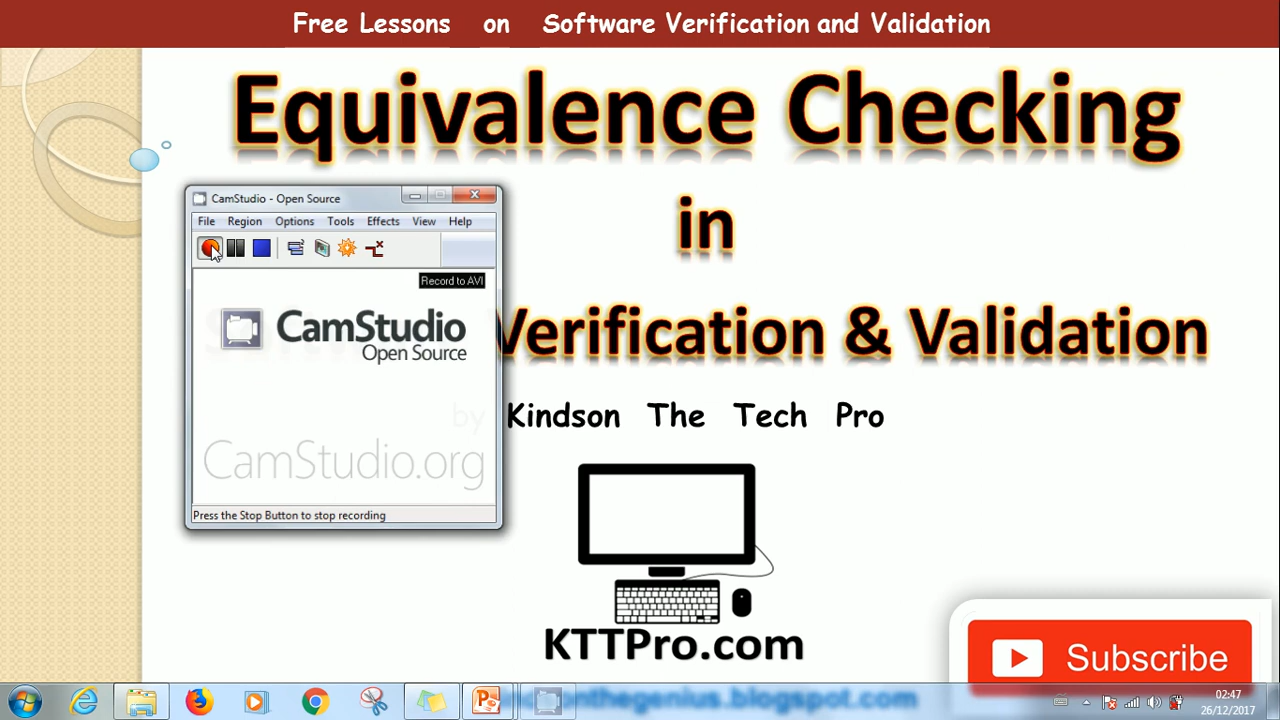 Free Lessons on Software Verification and Validation
Equivalence Checking
in
Verification & Validation
by Kindson The Tech Pro
CamStudio - Open Source
File Region Options Tools Effects View Help
Record to AVI
CamStudio
Open Source
CamStudio.org
Press the Stop Button to stop recording
KTTPro.com
Subscribe
02:47
26/12/2017